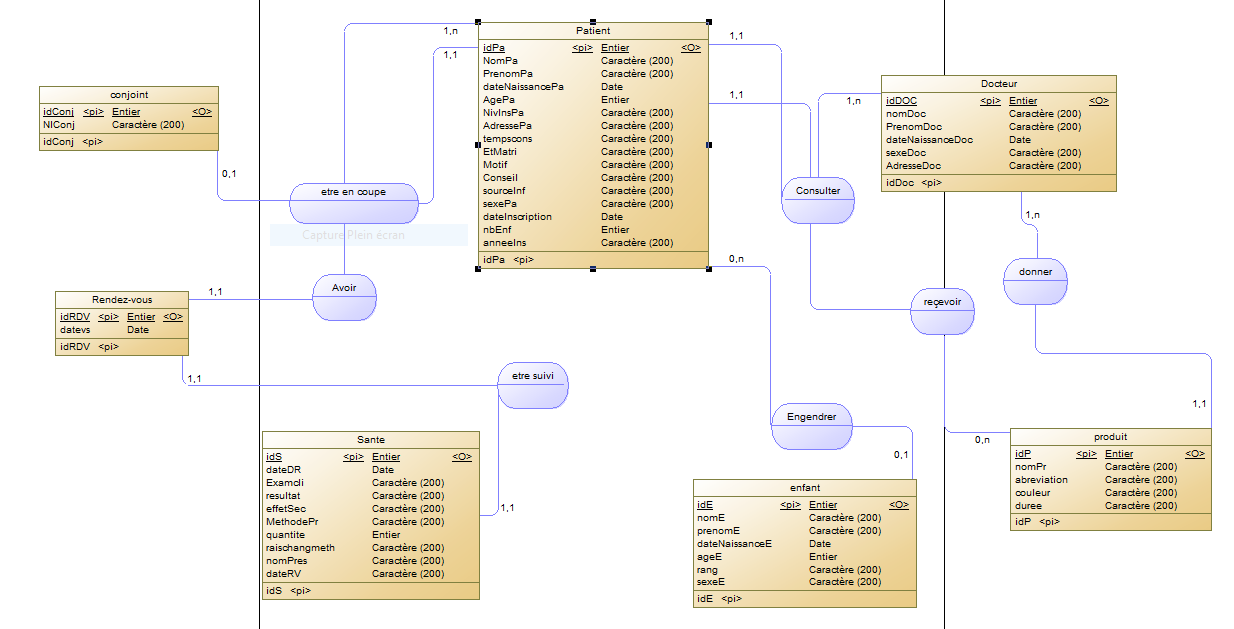 Patient
idPa <pi> Entier <O>
NomPa Caractère (200)
PrenomPa Caractère (200)
dateNaissancePa Date
AgePa Entier
NivInsPa Caractère (200)
AdressePa Caractère (200)
tempscons Caractère (200)
EtMatri Caractère (200)
Motif Caractère (200)
Conseil Caractère (200)
sourceInf Caractère (200)
sexePa Caractère (200)
dateInscription Date
nbEnf Entier
anneeIns Caractère (200)
idPa <pi>
1,n
1,1
1,1
1,1
0,n
conjoint
idConj <pi> Entier <O>
NIConj Caractère (200)
idConj <pi>
0,1
etre en coupe
Capture Plein écran
Docteur
idDOC <pi> Entier <O>
nomDoc Caractère (200)
PrenomDoc Caractère (200)
dateNaissanceDoc Date
sexeDoc Caractère (200)
AdresseDoc Caractère (200)
idDoc <pi>
1,n
1,n
Consulter
donner
reçevoir
Avoir
Rendez-vous
idRDV <pi> Entier <O>
datevs Date
idRDV <pi>
1,1
1,1
etre suivi
Engendrer
Sante
idS <pi> Entier <O>
dateDR Date
Examcli Caractère (200)
resultat Caractère (200)
effetSec Caractère (200)
MethodePr Caractère (200)
quantite Entier
raischangmeth Caractère (200)
nomPres Caractère (200)
dateRV Caractère (200)
idS <pi>
1,1
0,1
enfant
idE <pi> Entier <O>
nomE Caractère (200)
prenomE Caractère (200)
dateNaissanceE Date
ageE Entier
rang Caractère (200)
sexeE Caractère (200)
idE <pi>
1,1
0,n
produit
idP <pi> Entier <O>
nomPr Caractère (200)
abreviation Caractère (200)
couleur Caractère (200)
duree Caractère (200)
idP <pi>